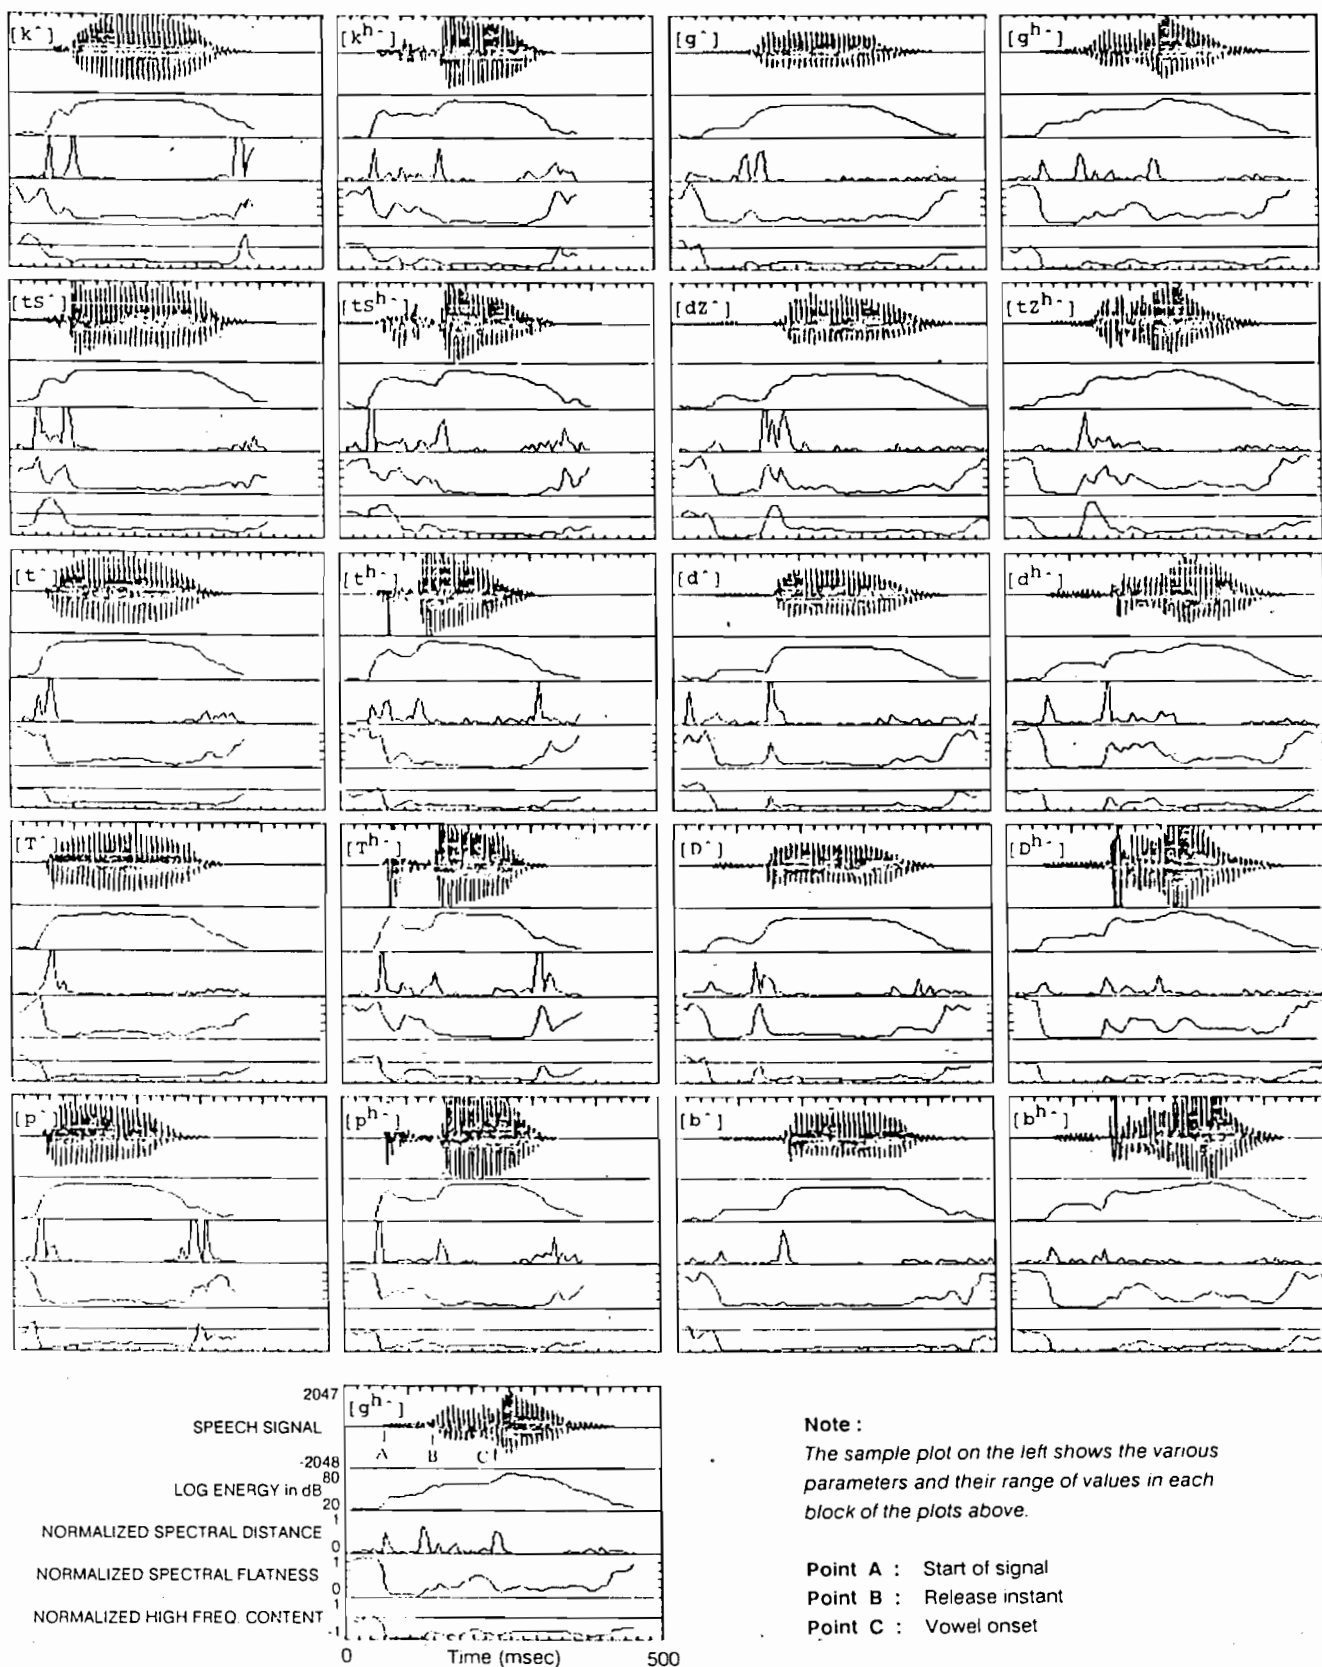 [k^] [kh^] [g^] [gh^]
[tS^] [tSh^] [dZ^] [tZh^]
[t^] [th^] [d^] [dh^]
[T^] [Th^] [D^] [Dh^]
[p^] [ph^] [b^] [bh^]
[gh^]
2047
SPEECH SIGNAL
A B C
-2048
80
LOG ENERGY in dB
20
1
NORMALIZED SPECTRAL DISTANCE
0
1
NORMALIZED SPECTRAL FLATNESS
0
1
NORMALIZED HIGH FREQ. CONTENT
-1
0 Time (msec) 500
Note :
The sample plot on the left shows the various
parameters and their range of values in each
block of the plots above.
Point A : Start of signal
Point B : Release instant
Point C : Vowel onset